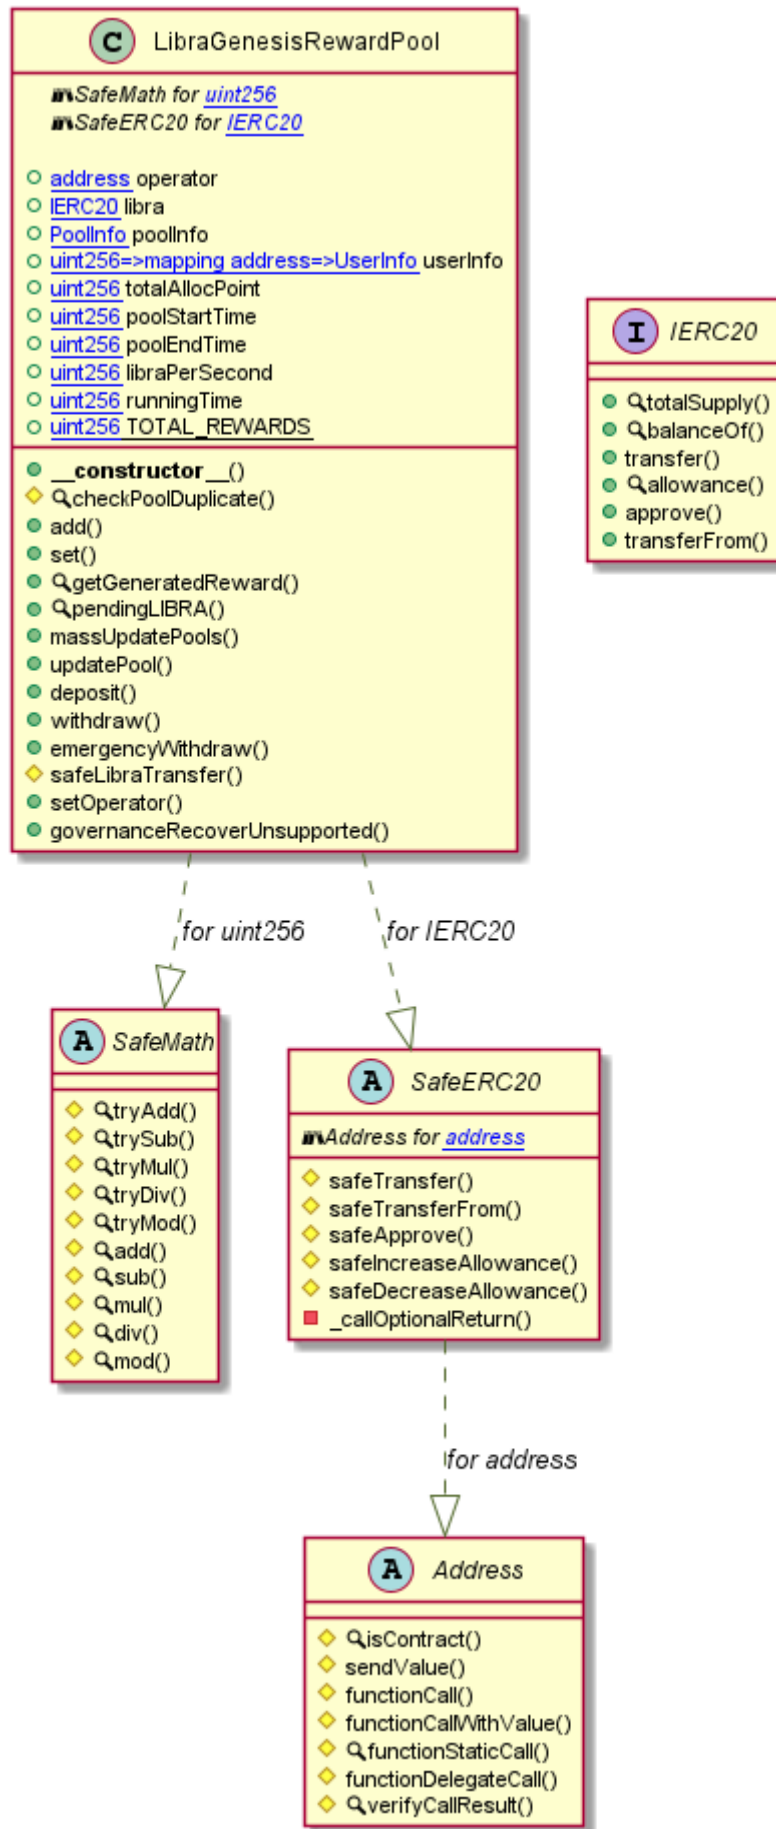 C LibraGenesisRewardPool
SafeMath for uint256
SafeERC20 for IERC20
address operator
IERC20 libra
PoolInfo poolInfo
uint256=>mapping address=>UserInfo userInfo
uint256 totalAllocPoint
uint256 poolStartTime
uint256 poolEndTime
uint256 libraPerSecond
uint256 runningTime
uint256 TOTAL_REWARDS
__constructor__()
checkPoolDuplicate()
add()
set()
getGeneratedReward()
pendingLIBRA()
massUpdatePools()
updatePool()
deposit()
withdraw()
emergencyWithdraw()
safeLibraTransfer()
setOperator()
governanceRecoverUnsupported()
I IERC20
totalSupply()
balanceOf()
transfer()
allowance()
approve()
transferFrom()
for uint256
for IERC20
A SafeMath
tryAdd()
trySub()
tryMul()
tryDiv()
tryMod()
add()
sub()
mul()
div()
mod()
A SafeERC20
Address for address
safeTransfer()
safeTransferFrom()
safeApprove()
safeIncreaseAllowance()
safeDecreaseAllowance()
_callOptionalReturn()
for address
A Address
isContract()
sendValue()
functionCall()
functionCallWithValue()
functionStaticCall()
functionDelegateCall()
verifyCallResult()